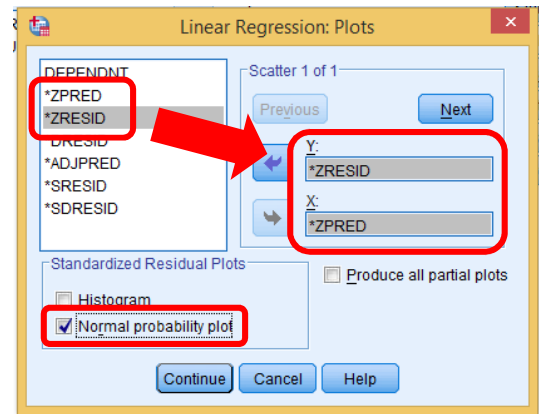 Linear Regression: Plots
DEPENDNT
*ZPRED
*ZRESID
*DRESID
*ADJPRED
*SRESID
*SDRESID
Scatter 1 of 1
Previous
Next
Y:
*ZRESID
X:
*ZPRED
Standardized Residual Plots
Histogram
Normal probability plot
Produce all partial plots
Continue
Cancel
Help